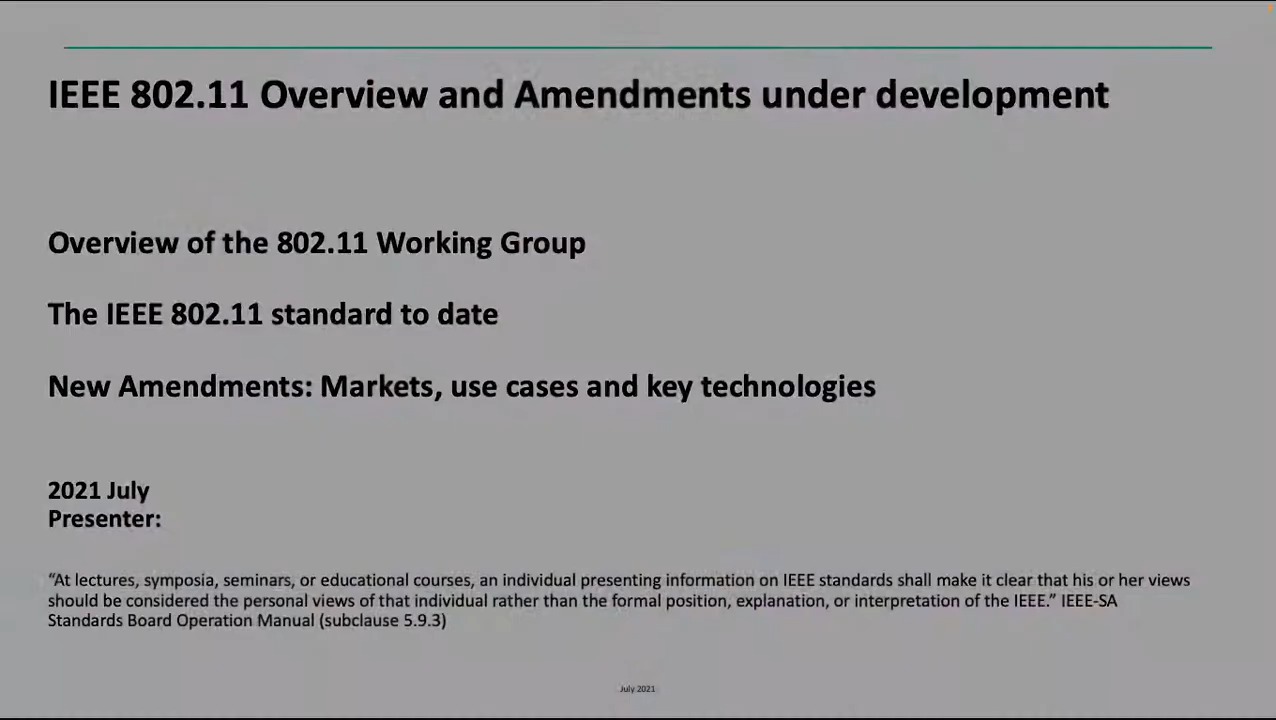 IEEE 802.11 Overview and Amendments under development
Overview of the 802.11 Working Group
The IEEE 802.11 standard to date
New Amendments: Markets, use cases and key technologies
2021 July
Presenter:
“At lectures, symposia, seminars, or educational courses, an individual presenting information on IEEE standards shall make it clear that his or her views
should be considered the personal views of that individual rather than the formal position, explanation, or interpretation of the IEEE.” IEEE-SA
Standards Board Operation Manual (subclause 5.9.3)
July 2021